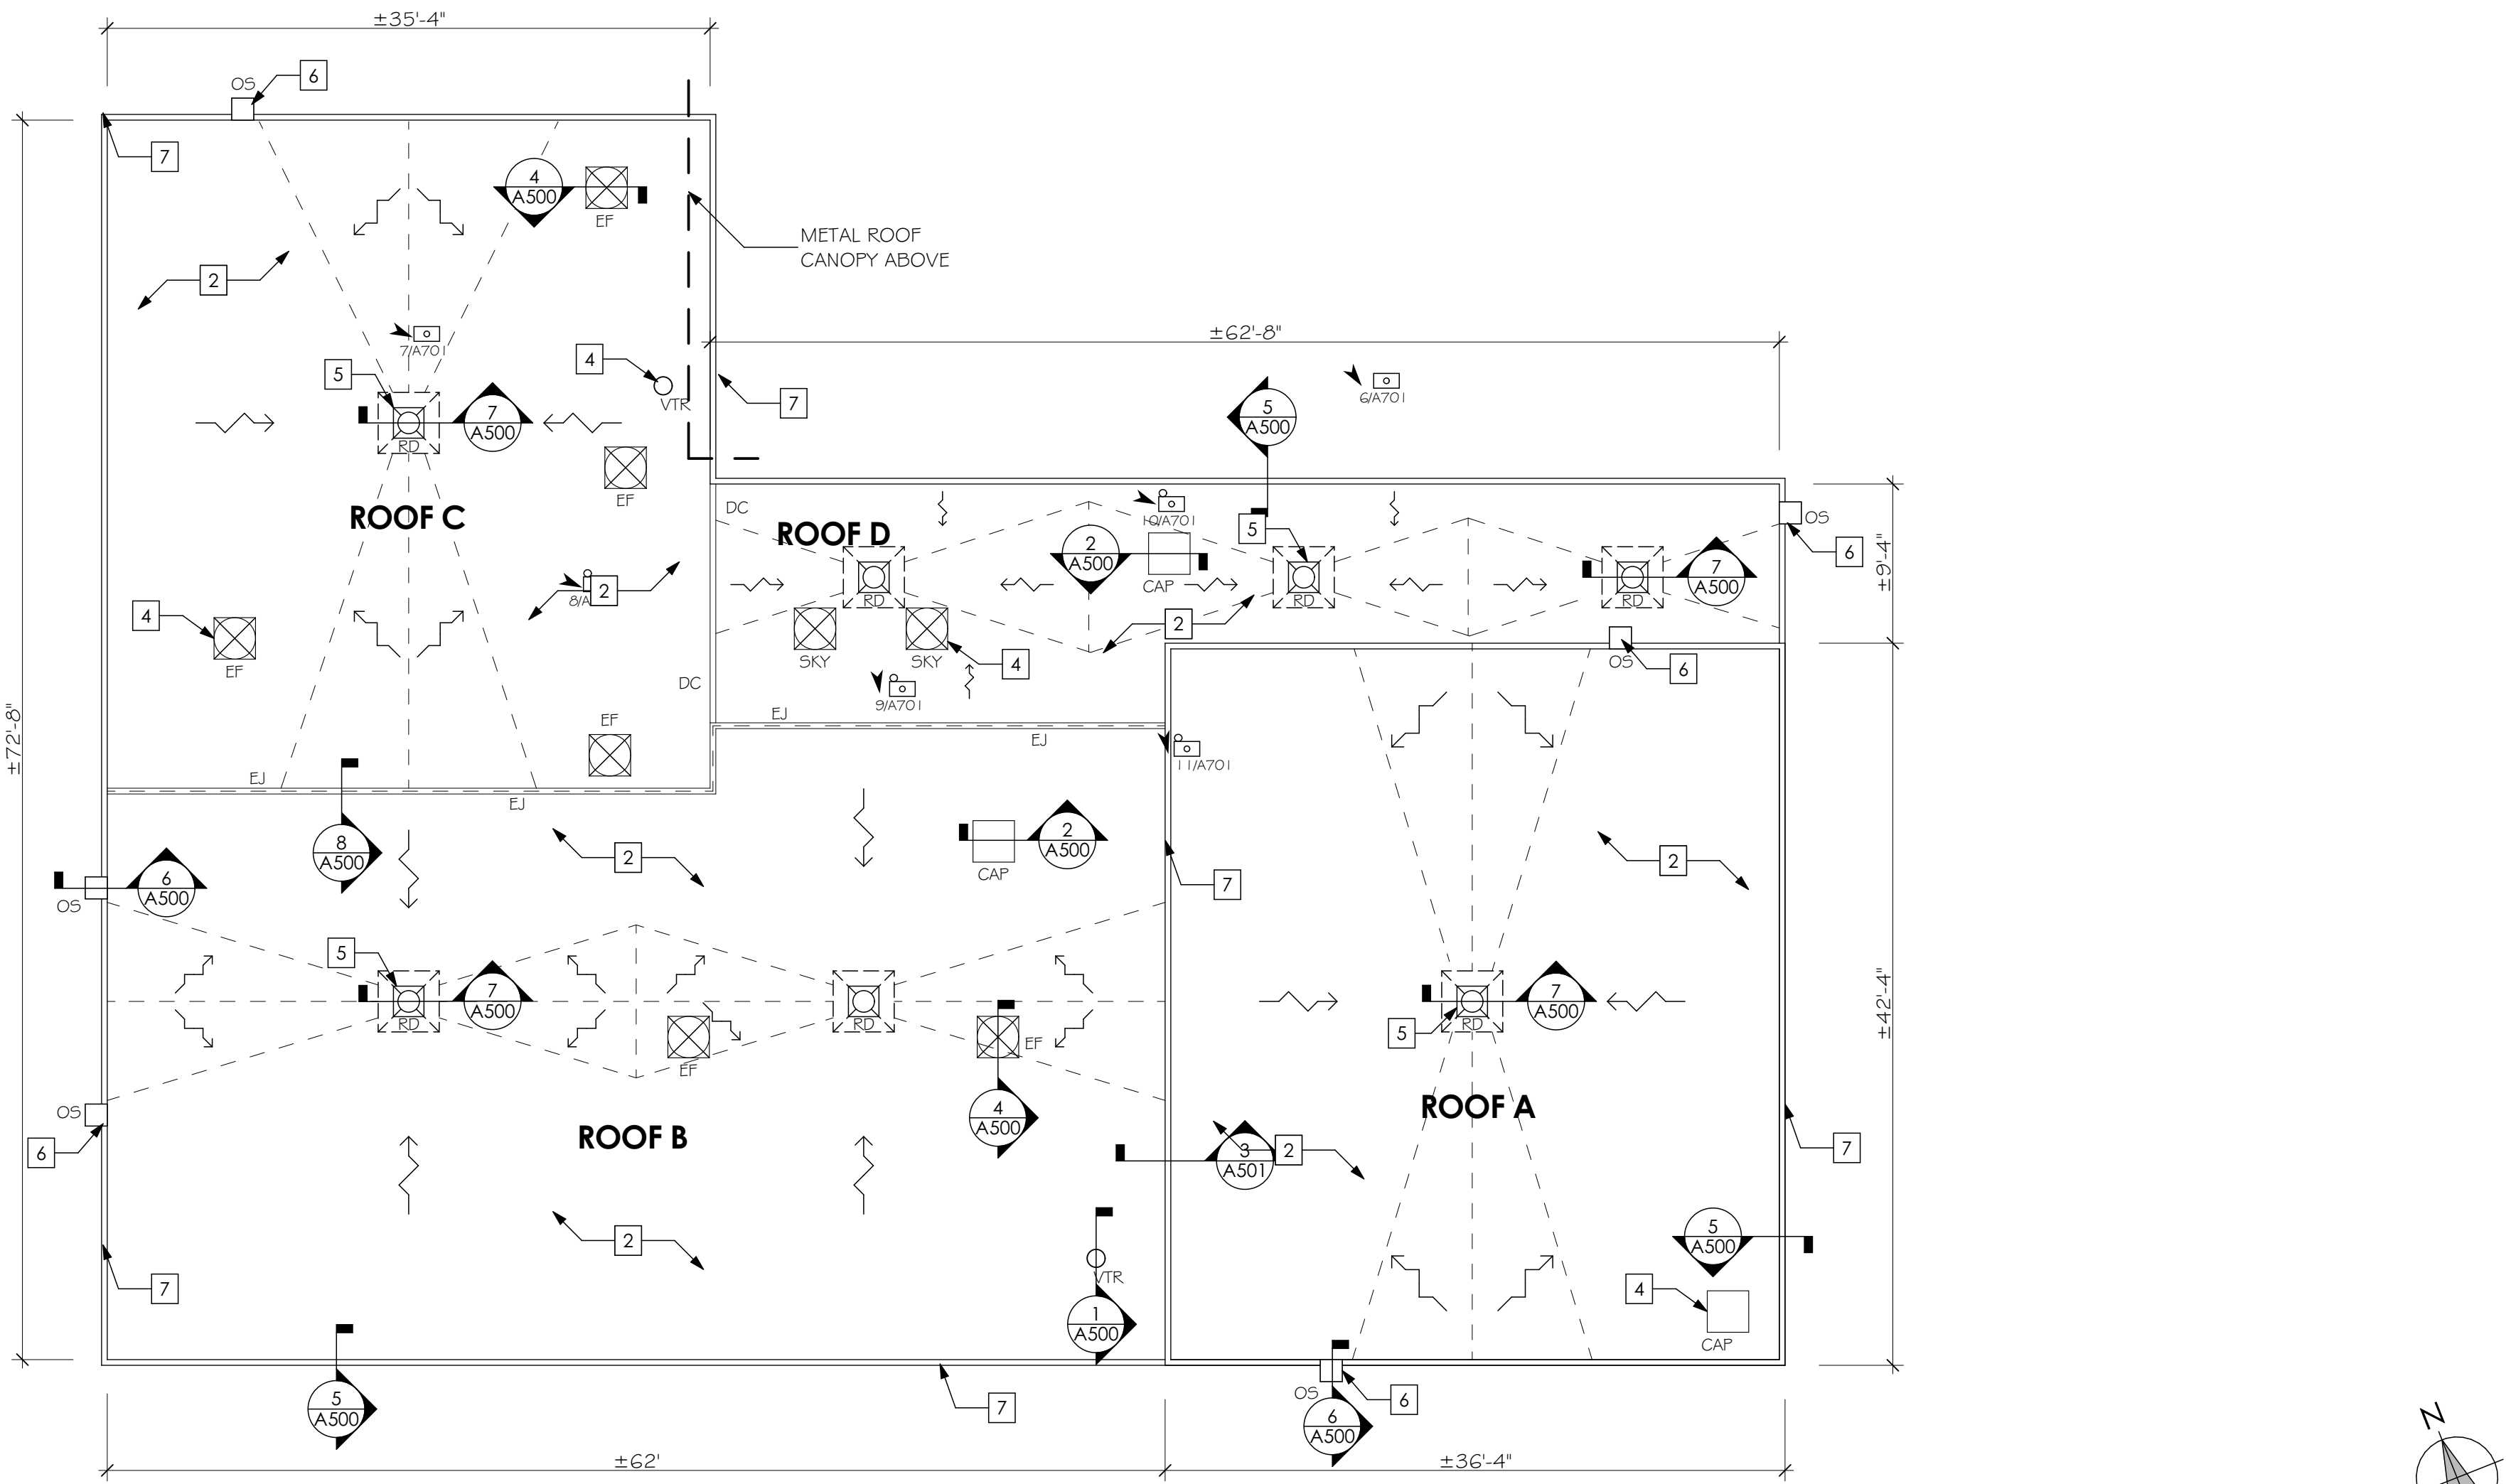 ±35'-4"
OS
6
7
4
A500
EF
METAL ROOF
CANOPY ABOVE
2
7/A701
±62'-8"
4
5
VTR
7
6/A701
5
A500
RD
7
A500
EF
ROOF C
DC
ROOF D
10/A701
5
OS
6
2
A500
CAP
7
A500
±9'-4"
2
8/A
RD
RD
RD
4
EF
SKY
SKY
4
2
OS
6
DC
9/A701
EJ
EJ
EF
11/A701
±72'-8"
EJ
EJ
8
A500
2
2
A500
CAP
2
7
6
A500
OS
5
7
A500
RD
RD
EF
EF
7
A500
RD
5
±42'-4"
4
A500
ROOF A
OS
6
ROOF B
3
A501
2
7
2
5
A500
VTR
4
CAP
7
1
A500
5
A500
7
OS
6
6
A500
N
±62'
±36'-4"